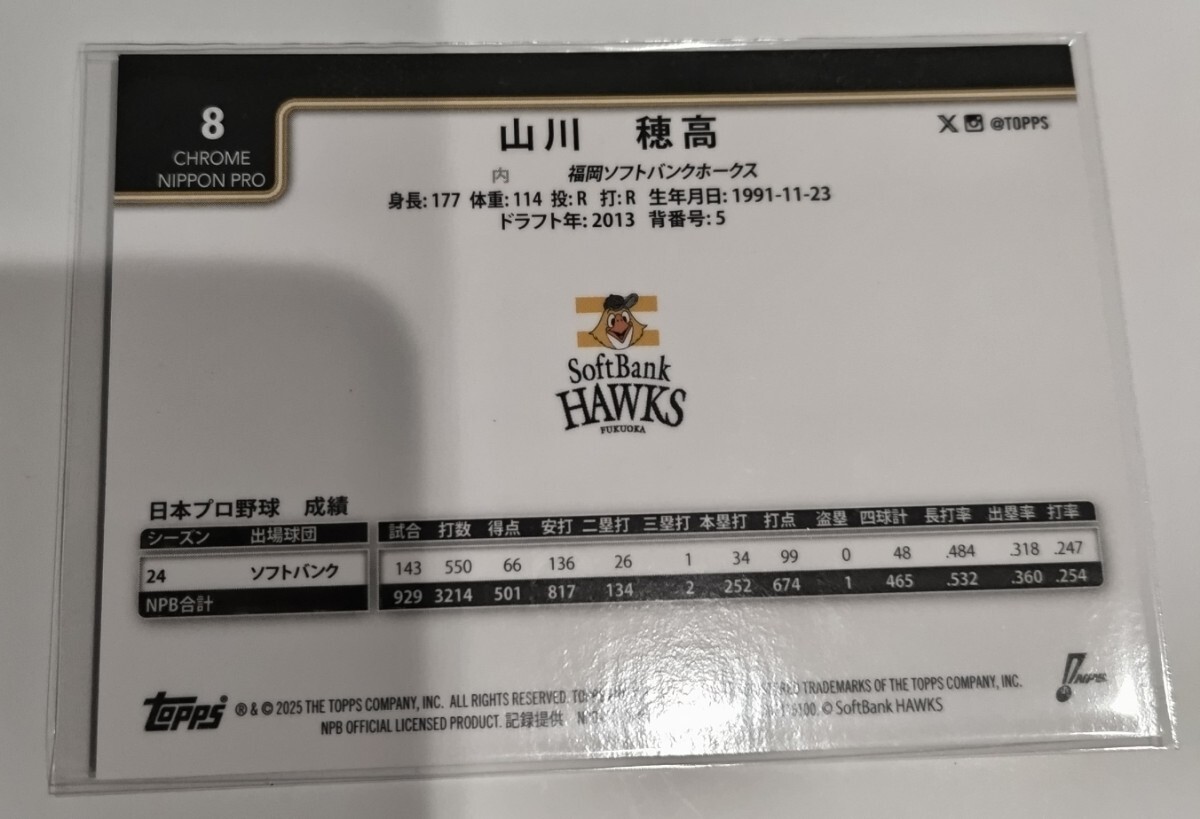 8
CHROME
NIPPON PRO
山川 穂高
@TOPPS
内 福岡ソフトバンクホークス
身長: 177 体重: 114 投: R 打: R 生年月日: 1991-11-23
ドラフト年: 2013 背番号: 5
SoftBank
HAWKS
FUKUOKA
日本プロ野球 成績
シーズン 出場球団 試合 打数 得点 安打 二塁打 三塁打 本塁打 打点 盗塁 四球計 長打率 出塁率 打率
24 ソフトバンク 143 550 66 136 26 1 34 99 0 48 .484 .318 .247
NPB合計 929 3214 501 817 134 2 252 674 1 465 .532 .360 .254
topps ® & © 2025 THE TOPPS COMPANY, INC. ALL RIGHTS RESERVED. TRADEMARKS OF THE TOPPS COMPANY, INC.
NPB OFFICIAL LICENSED PRODUCT. 記録提供 © SoftBank HAWKS